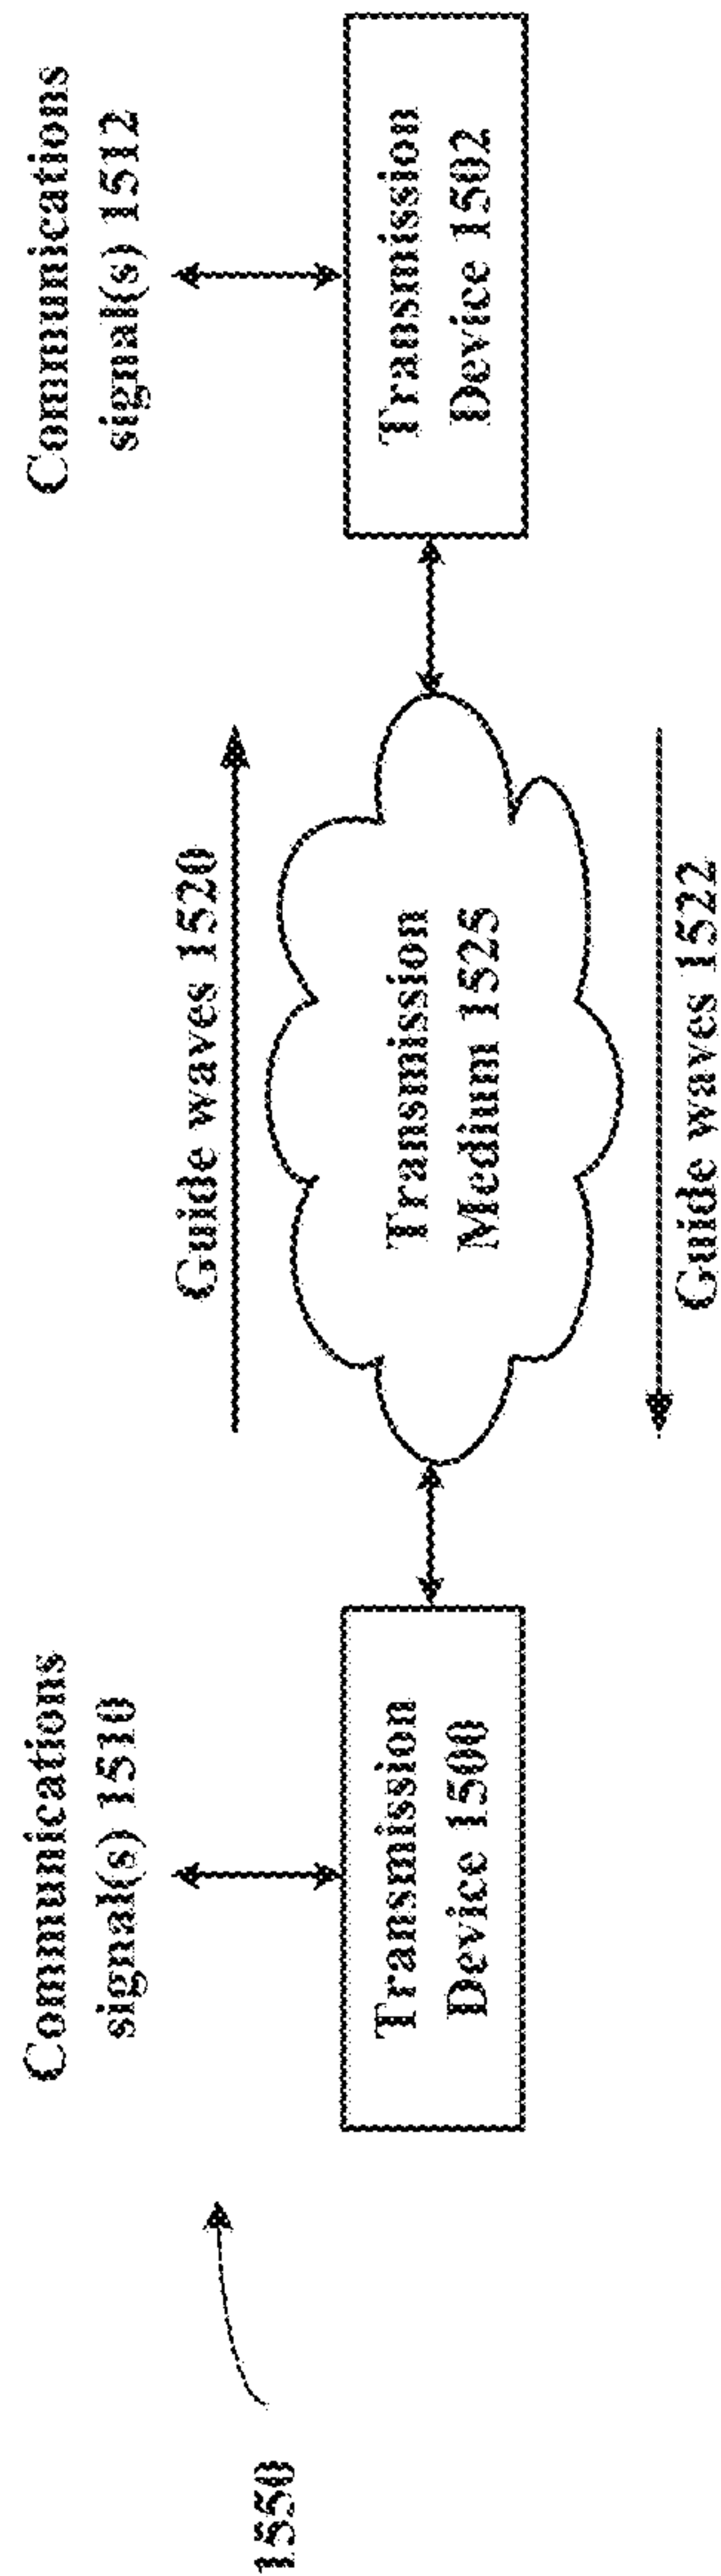 Communications
signal(s) 1510
Communications
signal(s) 1512
Guide waves 1520
Transmission
Device 1500
Transmission
Medium 1525
Transmission
Device 1502
Guide waves 1522
1550